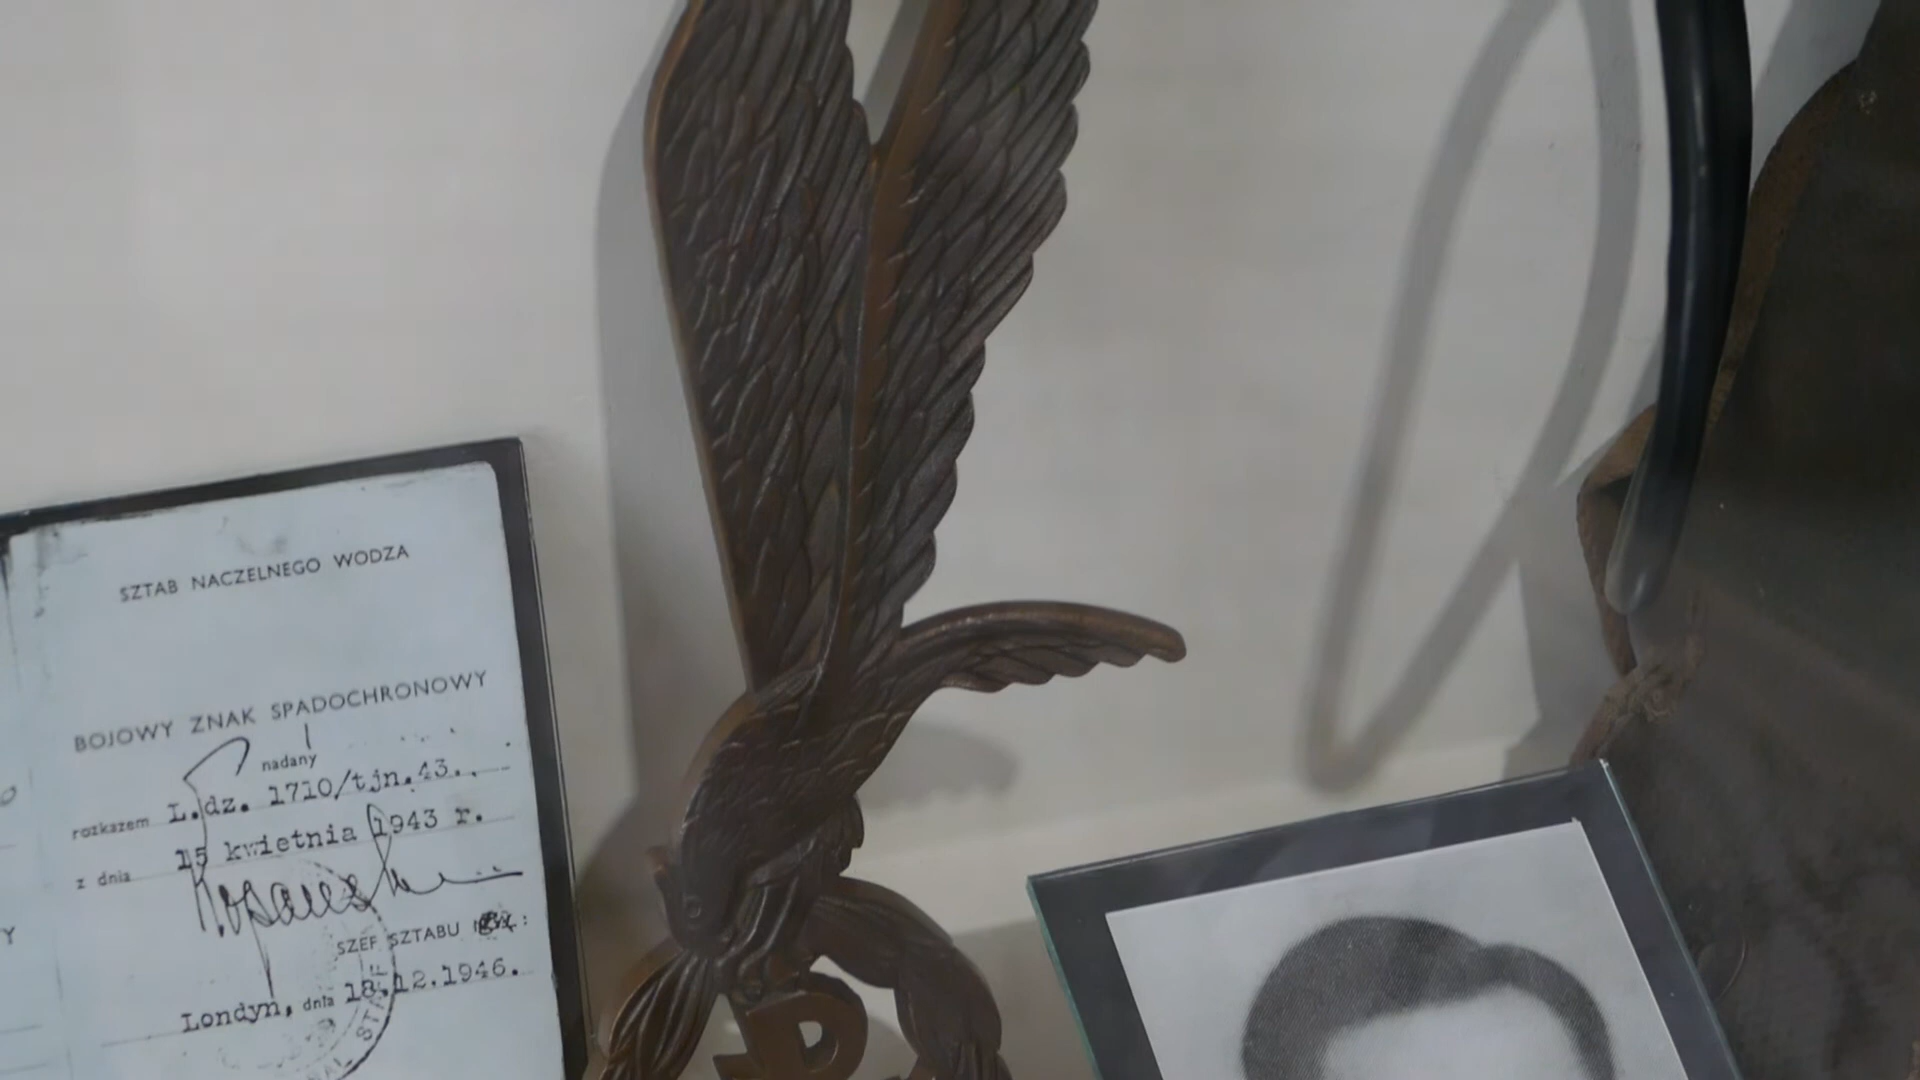 SZTAB NACZELNEGO WODZA
BOJOWY ZNAK SPADOCHRONOWY
nadany
rozkazem L.dz. 1710/tjn.43.
z dnia 15 kwietnia 1943 r.
SZEF SZTABU
Londyn, dnia 18.12.1946.